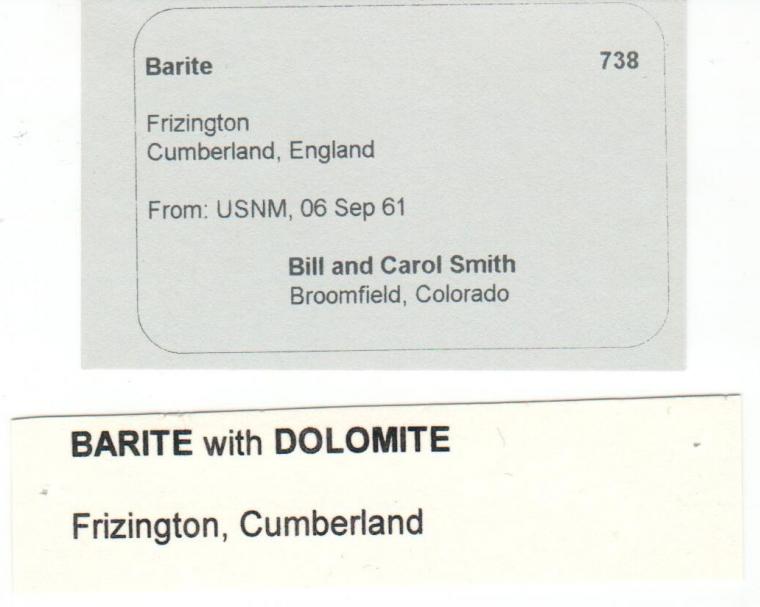 Barite 738
Frizington
Cumberland, England
From: USNM, 06 Sep 61
Bill and Carol Smith
Broomfield, Colorado
BARITE with DOLOMITE
Frizington, Cumberland